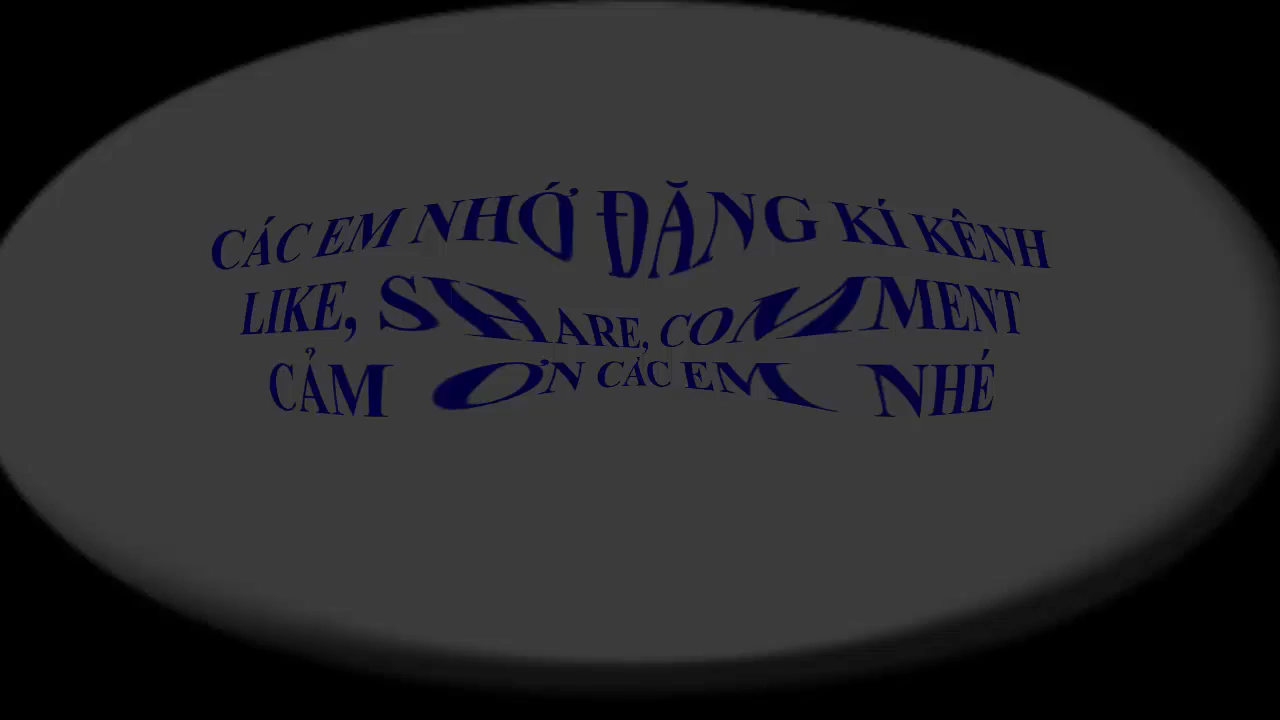 CÁC EM NHỚ ĐĂNG KÍ KÊNH
LIKE, SHARE, COMMENT
CẢM ƠN CÁC EM NHÉ